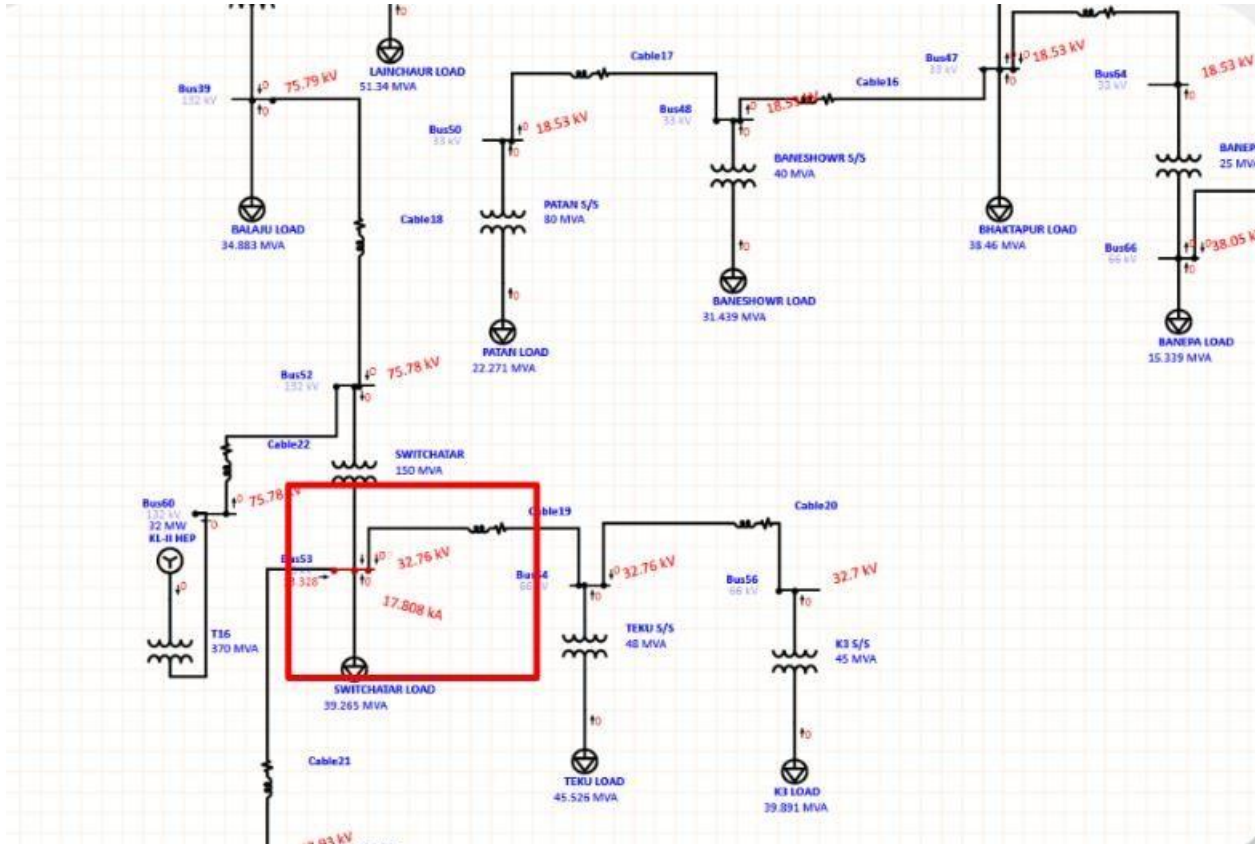 LAINCHAUR LOAD
51.34 MVA
Cable17
Bus47
33 kV
18.53 kV
Bus64
33 kV
18.53 kV
Bus39
132 kV
75.79 kV
Cable16
Bus48
33 kV
Bus50
33 kV
18.53 kV
BANESHOWR S/S
40 MVA
25
PATAN S/S
80 MVA
Cable18
BALAJU LOAD
34.883 MVA
BHAKTAPUR LOAD
38.46 MVA
Bus66
66 kV
38.05
BANESHOWR LOAD
31.439 MVA
PATAN LOAD
22.271 MVA
BANEPA LOAD
15.339 MVA
Bus52
132 kV
75.78 kV
Cable22
SWITCHATAR
150 MVA
Bus60
132 kV
75.78 kV
32 MW
KL-II HEP
Cable19
Cable20
Bus53
32.76 kV
17.808 kA
66 kV
32.76 kV
Bus56
66 kV
32.7 kV
T16
370 MVA
TEKU S/S
48 MVA
K3 S/S
45 MVA
SWITCHATAR LOAD
39.265 MVA
Cable21
TEKU LOAD
45.526 MVA
K3 LOAD
39.891 MVA